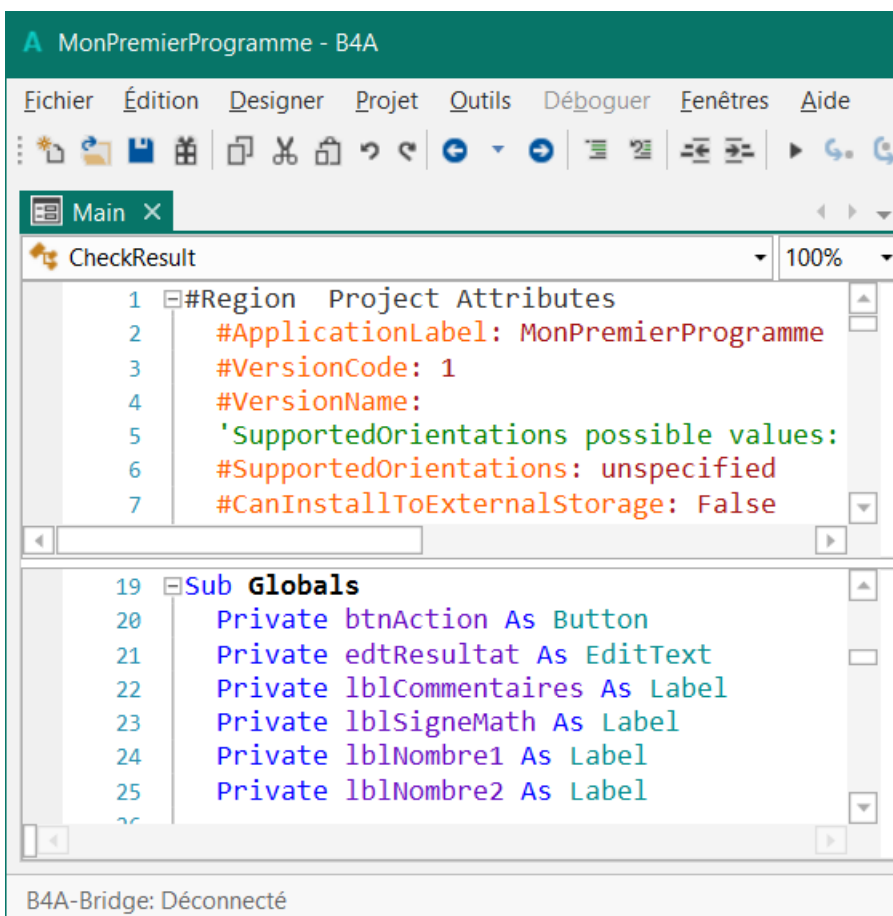 MonPremierProgramme - B4A
Fichier Édition Designer Projet Outils Déboguer Fenêtres Aide
Main
CheckResult 100%
1 #Region  Project Attributes
2 #ApplicationLabel: MonPremierProgramme
3 #VersionCode: 1
4 #VersionName:
5 'SupportedOrientations possible values:
6 #SupportedOrientations: unspecified
7 #CanInstallToExternalStorage: False
19 Sub Globals
20 Private btnAction As Button
21 Private edtResultat As EditText
22 Private lblCommentaires As Label
23 Private lblSigneMath As Label
24 Private lblNombre1 As Label
25 Private lblNombre2 As Label
B4A-Bridge: Déconnecté